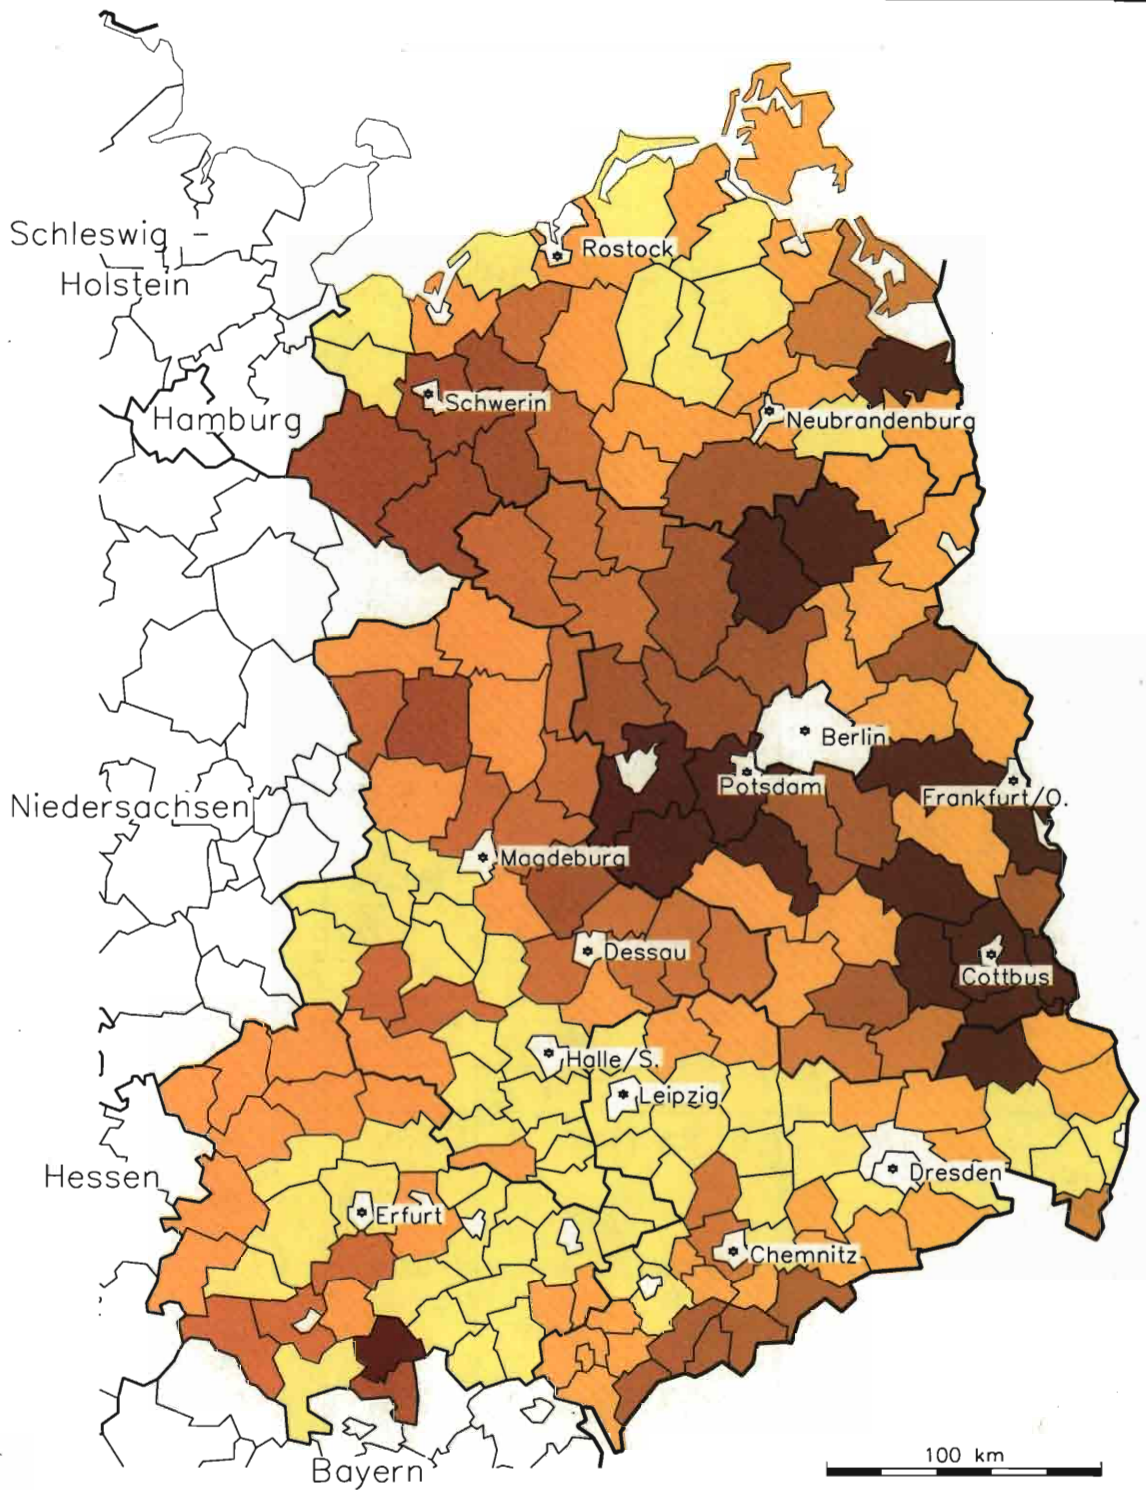 Schleswig -
Holstein
Rostock
Schwerin
Hamburg
Neubrandenburg
Berlin
Potsdam
Frankfurt/O.
Niedersachsen
Magdeburg
Dessau
Cottbus
Halle/S.
Leipzig
Hessen
Dresden
Erfurt
Chemnitz
100 km
Bayern